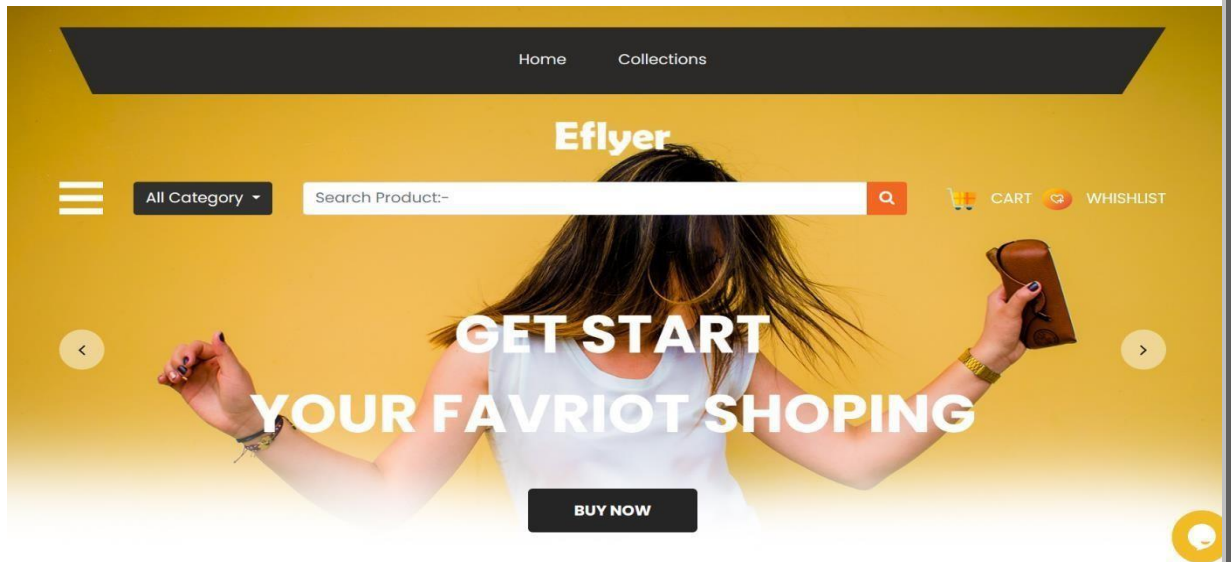 Home Collections
Eflyer
All Category Search Product:- CART WHISHLIST
GET START
YOUR FAVRIOT SHOPING
BUY NOW